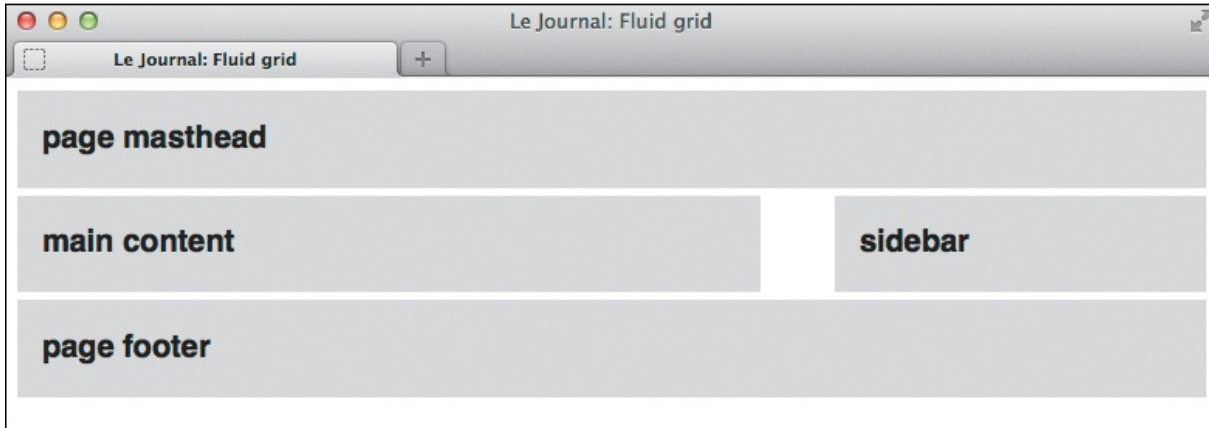 Le Journal: Fluid grid
Le Journal: Fluid grid
page masthead
main content
sidebar
page footer